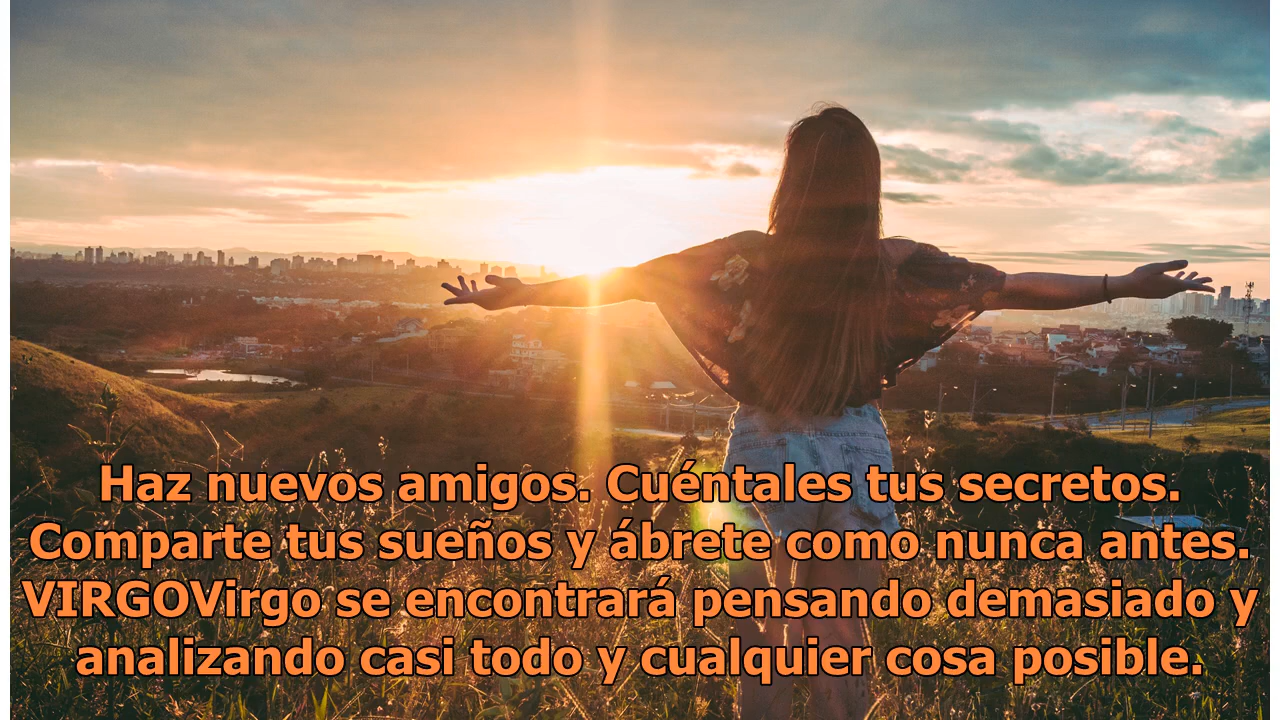 Haz nuevos amigos. Cuéntales tus secretos.
Comparte tus sueños y ábrete como nunca antes.
VIRGOVirgo se encontrará pensando demasiado y
analizando casi todo y cualquier cosa posible.